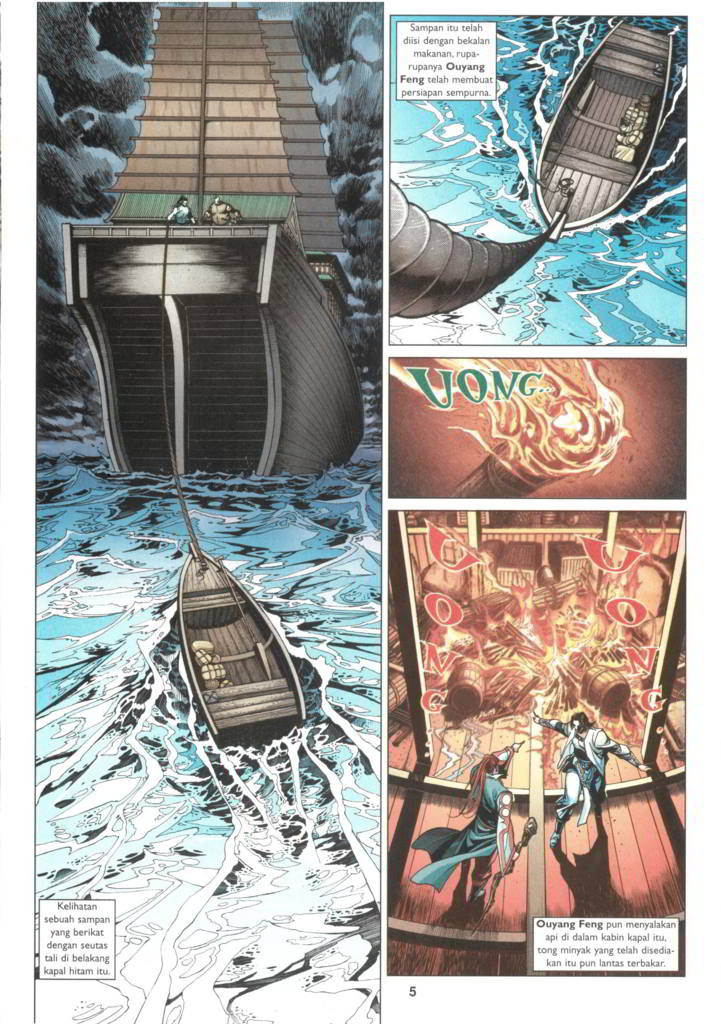 Kelihatan
sebuah sampan
yang berikat
dengan seutas
tali di belakang
kapal hitam itu.
Sampan itu telah
diisi dengan bekalan
makanan, rupa-
rupanya Ouyang
Feng telah membuat
persiapan sempurna.
UONG...
UONG
UONG
Ouyang Feng pun menyalakan
api di dalam kabin kapal itu,
tong minyak yang telah disedia-
kan itu pun lantas terbakar.
5